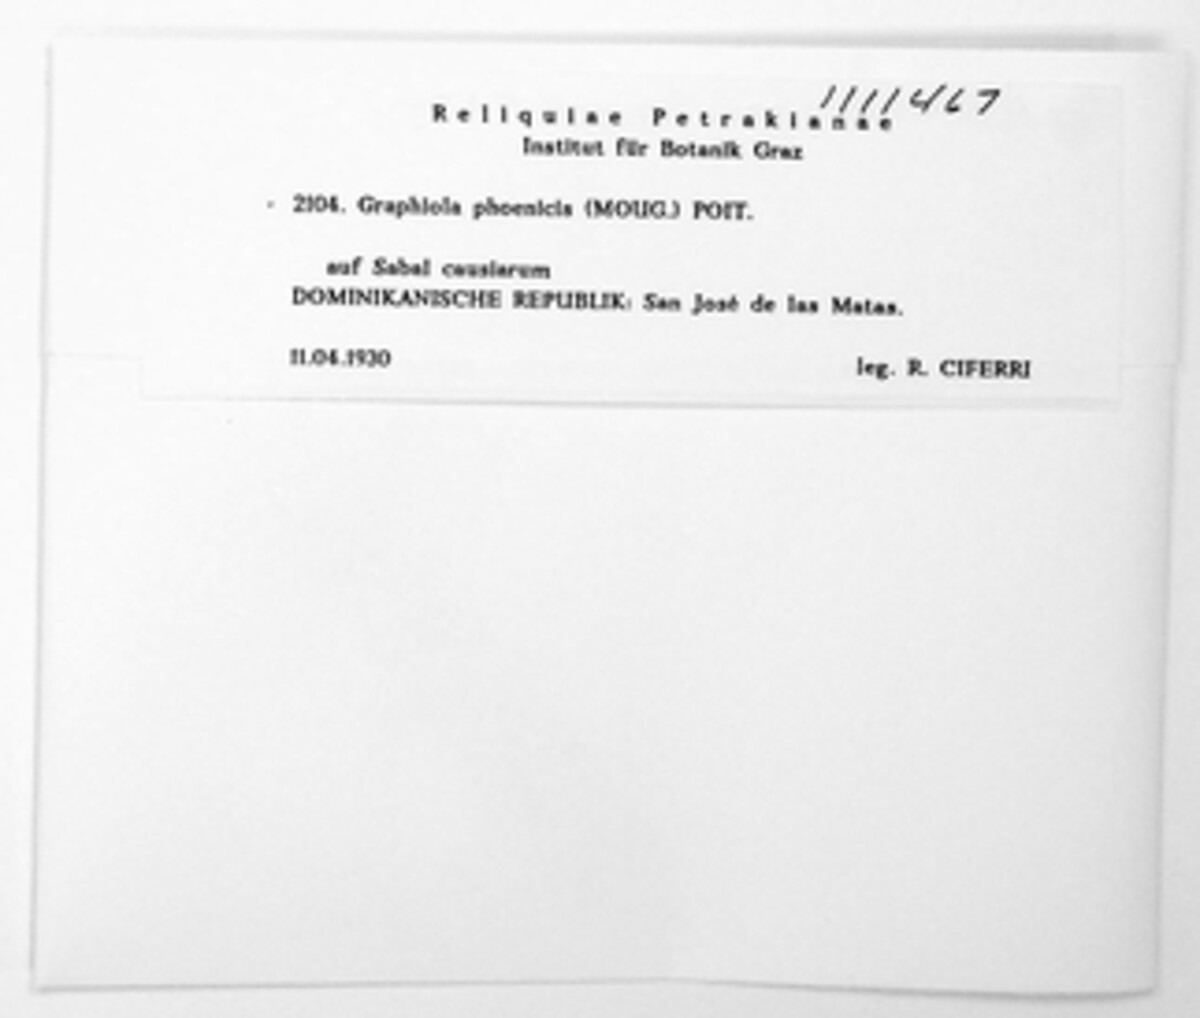 1111467
Reliquiae Petrakianae
Institut für Botanik Graz
2104. Graphiola phoenicis (MOUG.) POIT.
auf Sabal causiarum
DOMINIKANISCHE REPUBLIK: San José de las Matas.
11.04.1930 leg. R. CIFERRI